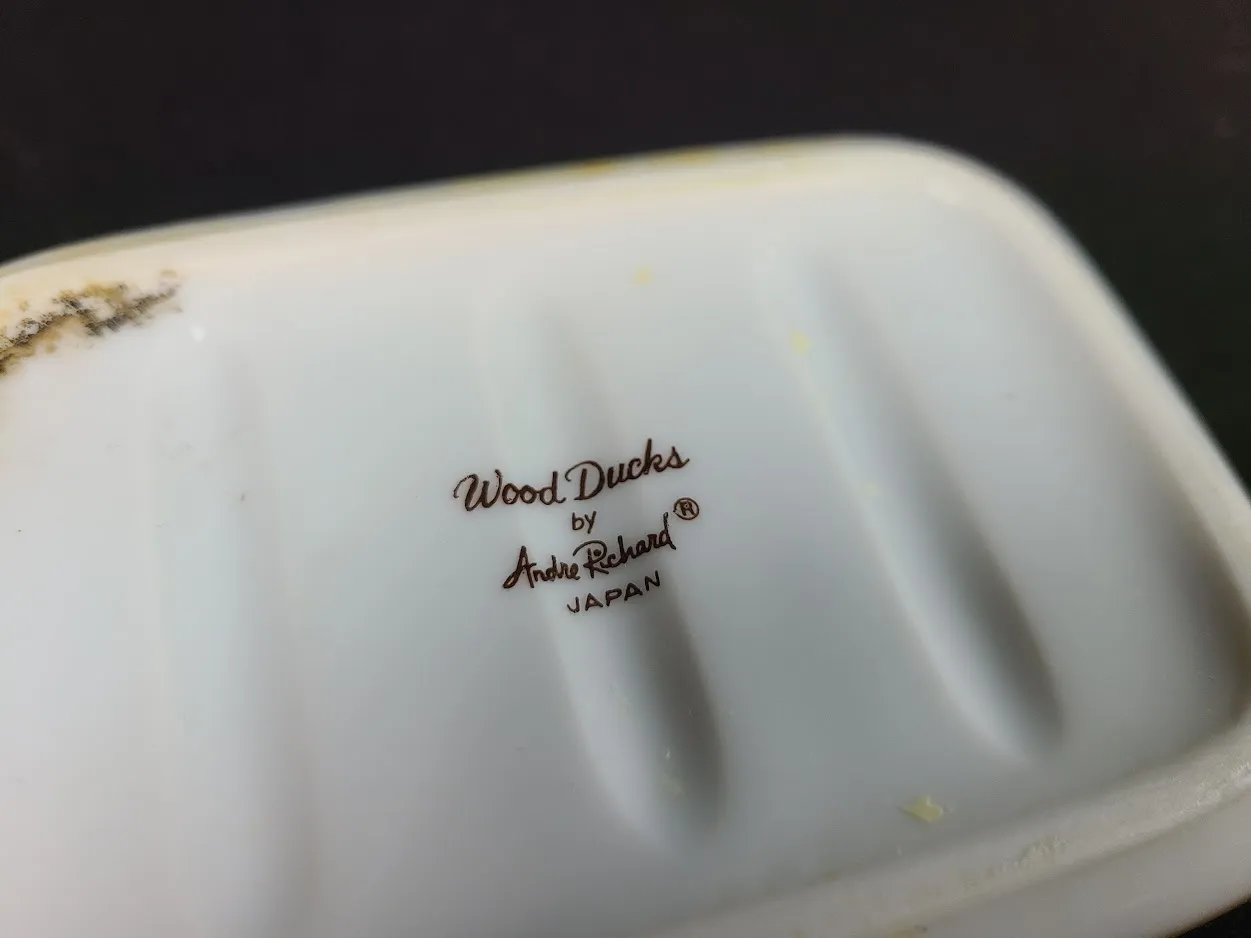 Wood Ducks
by
Andre Richard ®
JAPAN